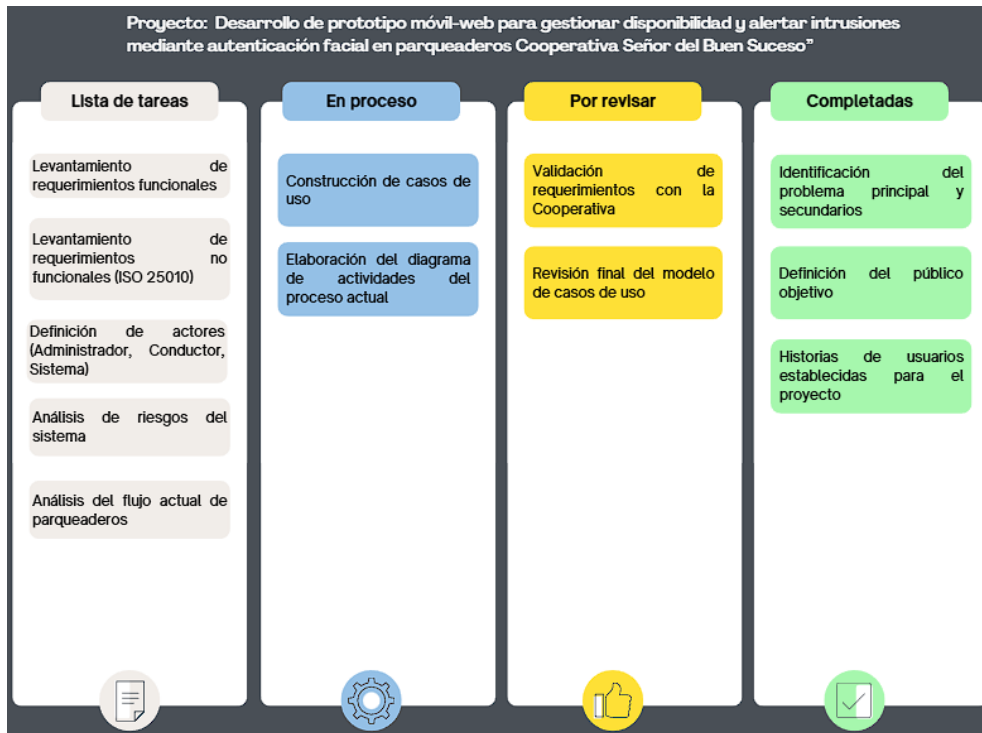 Proyecto: Desarrollo de prototipo móvil-web para gestionar disponibilidad y alertar intrusiones
mediante autenticación facial en parqueaderos Cooperativa Señor del Buen Suceso”
Lista de tareas
Levantamiento de
requerimientos funcionales
Levantamiento de
requerimientos no
funcionales (ISO 25010)
Definición de actores
(Administrador, Conductor,
Sistema)
Análisis de riesgos del
sistema
Análisis del flujo actual de
parqueaderos
En proceso
Construcción de casos de
uso
Elaboración del diagrama
de actividades del
proceso actual
Por revisar
Validación de
requerimientos con la
Cooperativa
Revisión final del modelo
de casos de uso
Completadas
Identificación del
problema principal y
secundarios
Definición del público
objetivo
Historias de usuarios
establecidas para el
proyecto